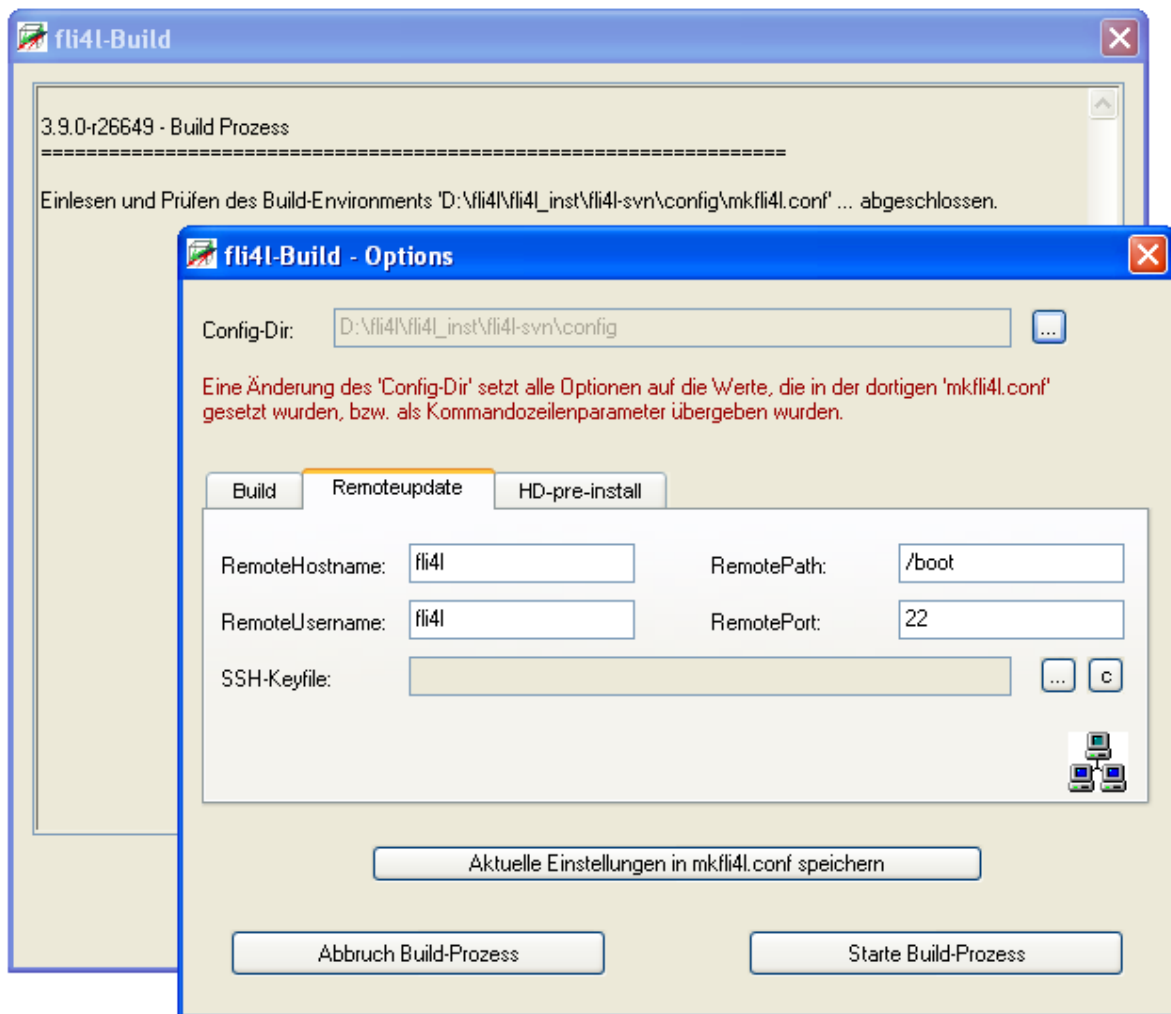 fli4l-Build
3.9.0-r26649 - Build Prozess
==================================================================
Einlesen und Prüfen des Build-Environments 'D:\fli4l\fli4l_inst\fli4l-svn\config\mkfli4l.conf' ... abgeschlossen.
fli4l-Build - Options
Config-Dir: D:\fli4l\fli4l_inst\fli4l-svn\config ...
Eine Änderung des 'Config-Dir' setzt alle Optionen auf die Werte, die in der dortigen 'mkfli4l.conf'
gesetzt wurden, bzw. als Kommandozeilenparameter übergeben wurden.
Build Remoteupdate HD-pre-install
RemoteHostname: fli4l RemotePath: /boot
RemoteUsername: fli4l RemotePort: 22
SSH-Keyfile: ... c
Aktuelle Einstellungen in mkfli4l.conf speichern
Abbruch Build-Prozess Starte Build-Prozess